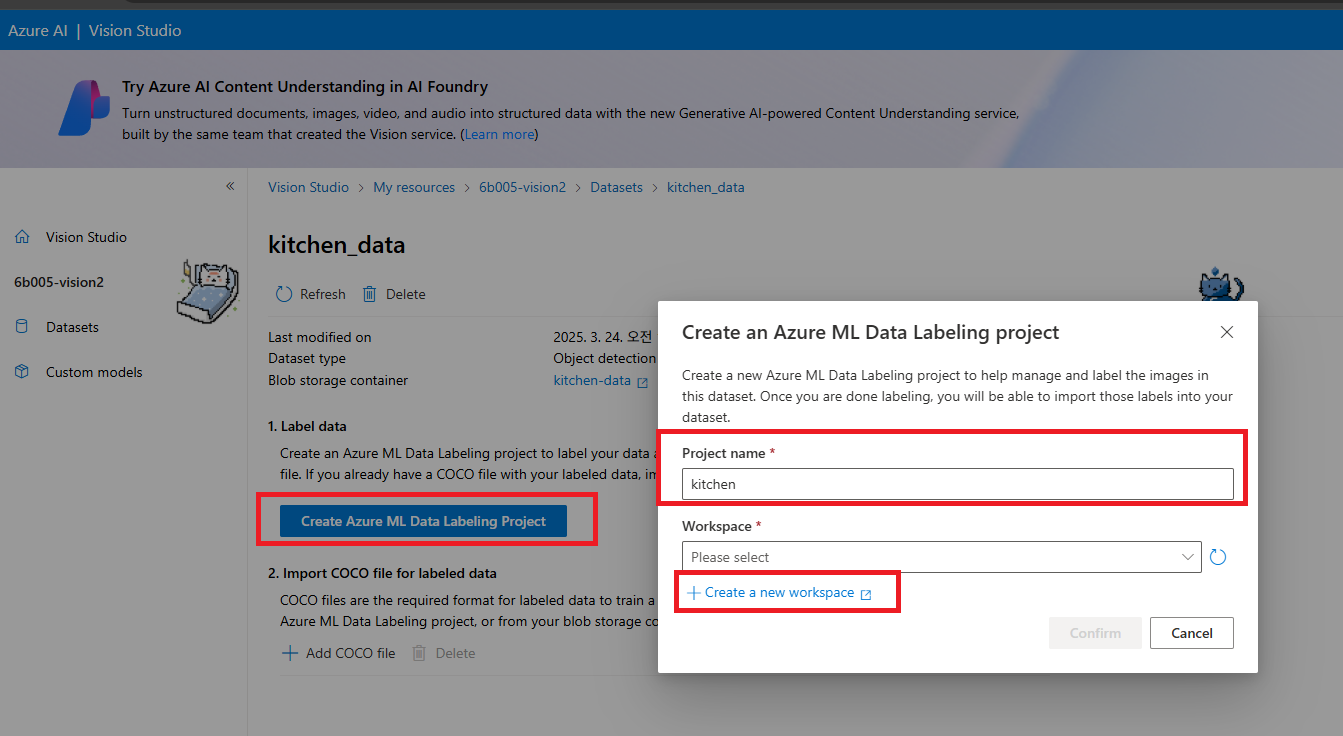 Azure AI | Vision Studio
Try Azure AI Content Understanding in AI Foundry
Turn unstructured documents, images, video, and audio into structured data with the new Generative AI-powered Content Understanding service,
built by the same team that created the Vision service. (Learn more)
Vision Studio > My resources > 6b005-vision2 > Datasets > kitchen_data
Vision Studio
6b005-vision2
Datasets
Custom models
kitchen_data
Refresh Delete
Last modified on 2025. 3. 24. 오전
Dataset type Object detection
Blob storage container kitchen-data
1. Label data
Create an Azure ML Data Labeling project to label your data
file. If you already have a COCO file with your labeled data,
Create Azure ML Data Labeling Project
2. Import COCO file for labeled data
COCO files are the required format for labeled data to train a
Azure ML Data Labeling project, or from your blob storage
Add COCO file Delete
Create an Azure ML Data Labeling project
Create a new Azure ML Data Labeling project to help manage and label the images in
this dataset. Once you are done labeling, you will be able to import those labels into your
dataset.
Project name *
kitchen
Workspace *
Please select
Create a new workspace
Confirm Cancel